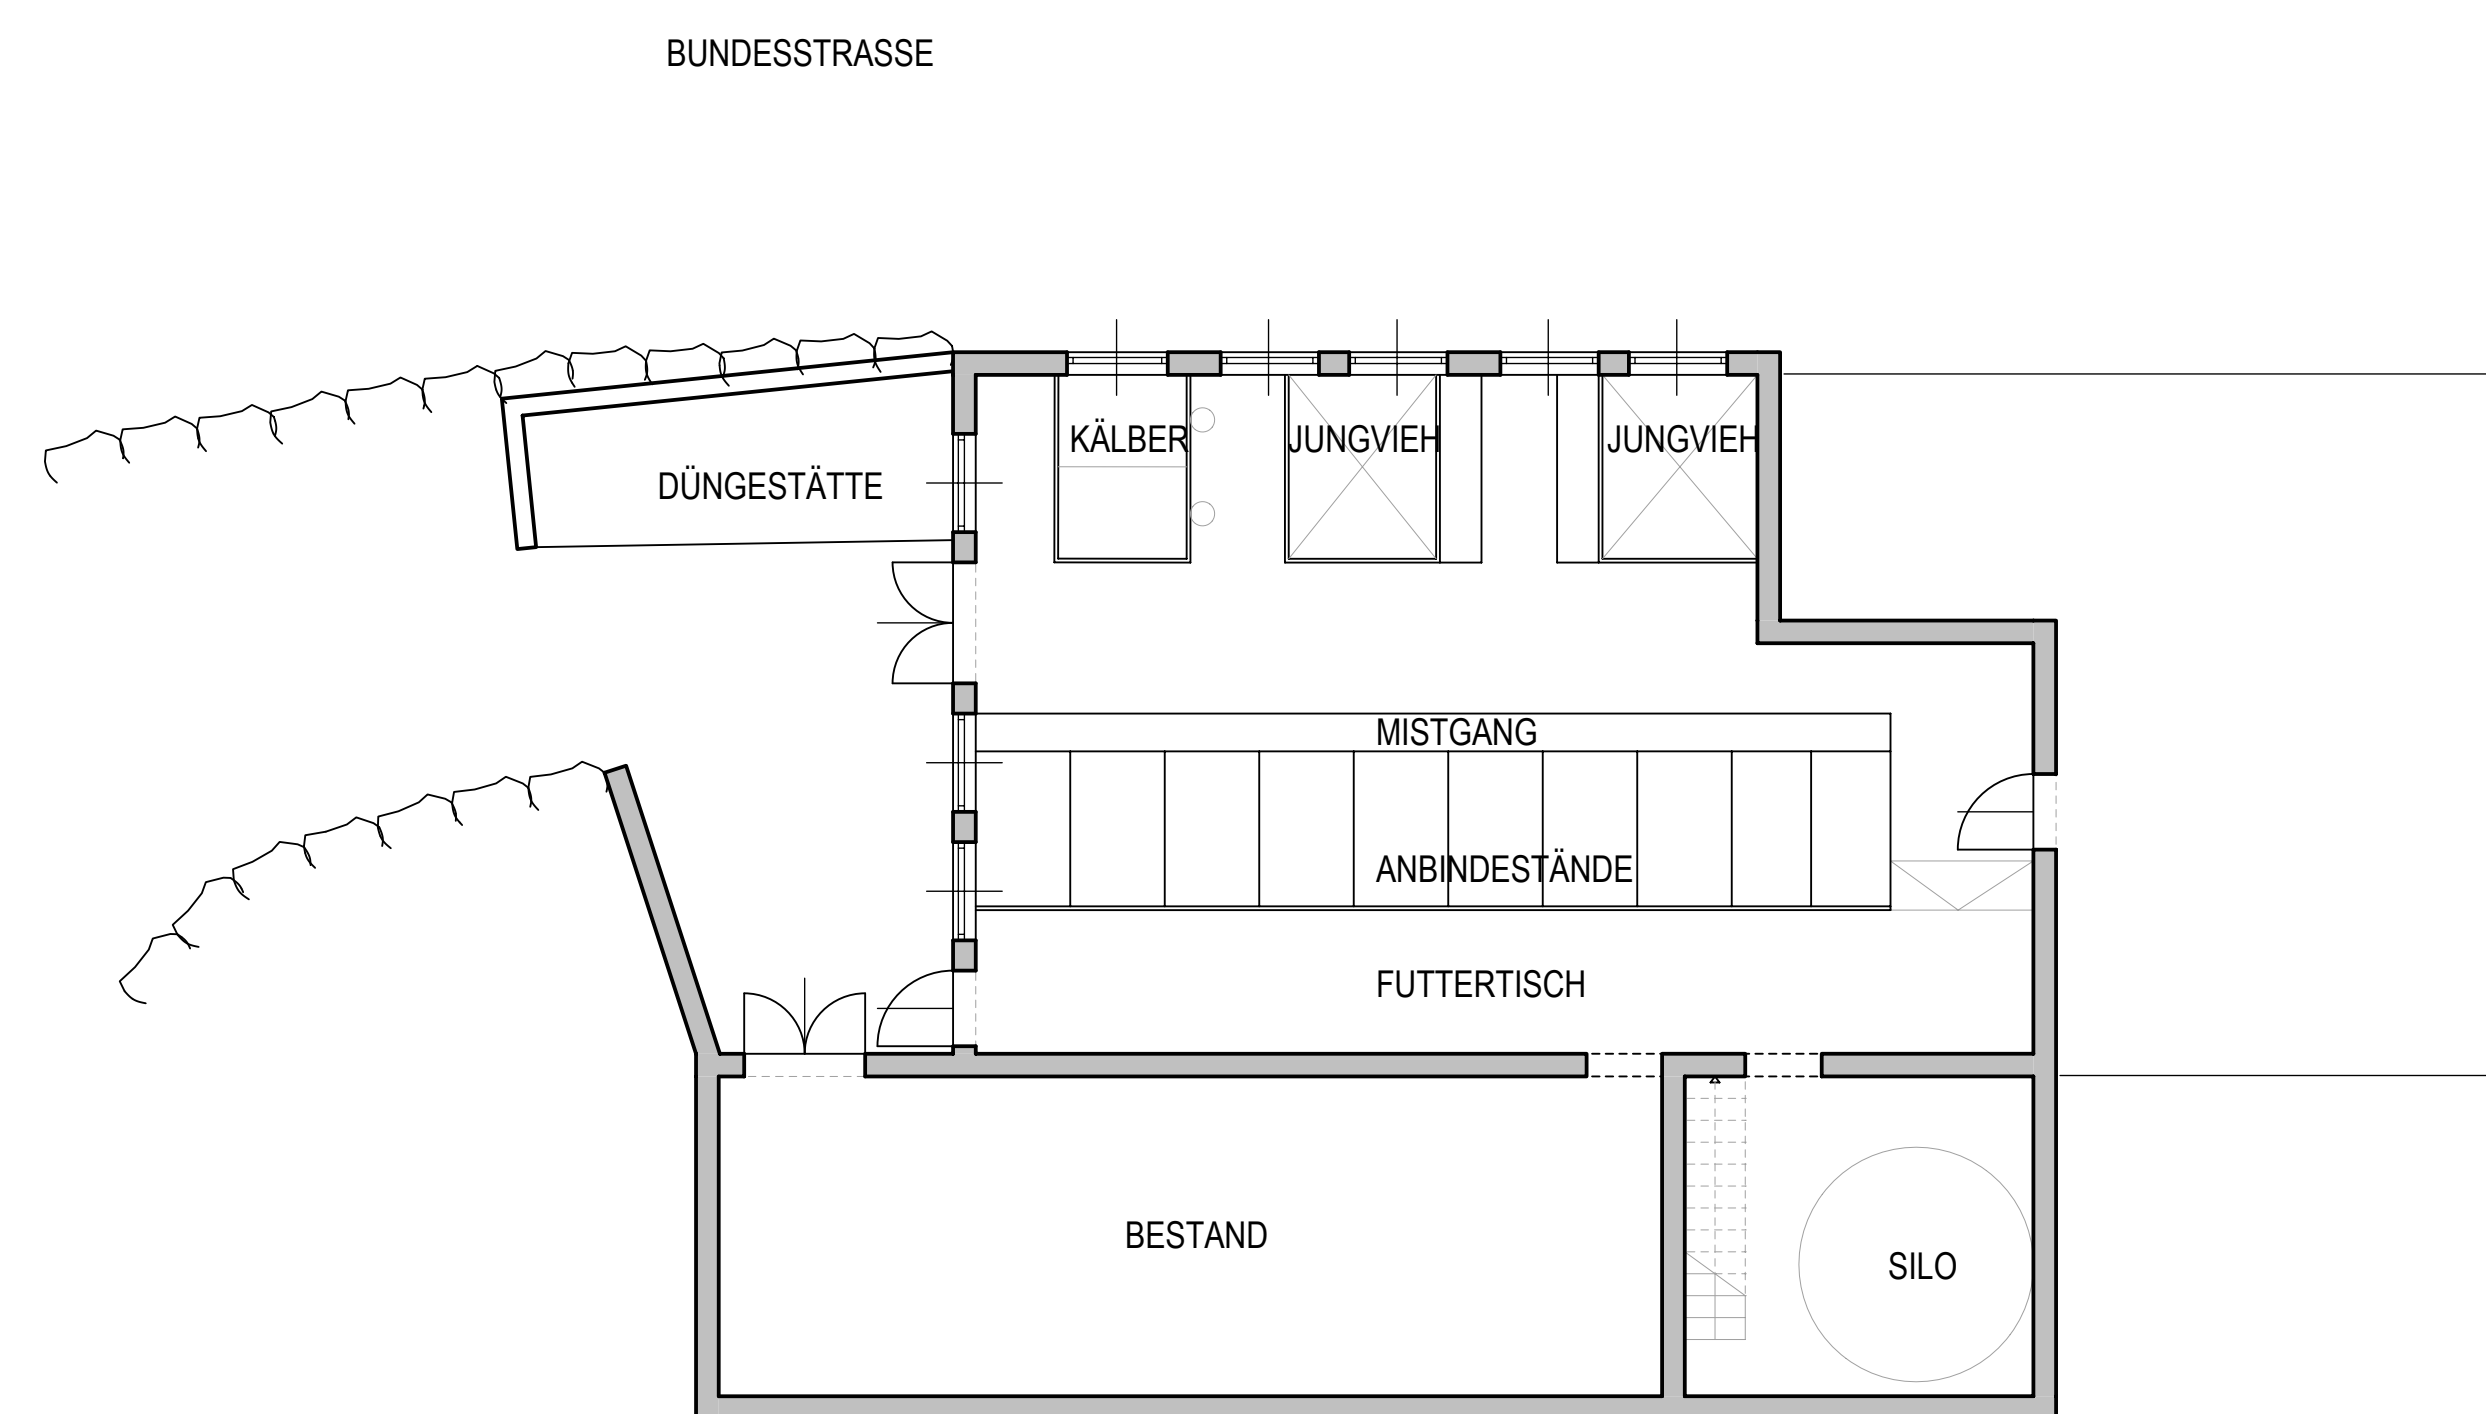 BUNDESSTRASSE
KÄLBER
JUNGVIEH
JUNGVIEH
DÜNGESTÄTTE
MISTGANG
ANBINDESTÄNDE
FUTTERTISCH
BESTAND
SILO